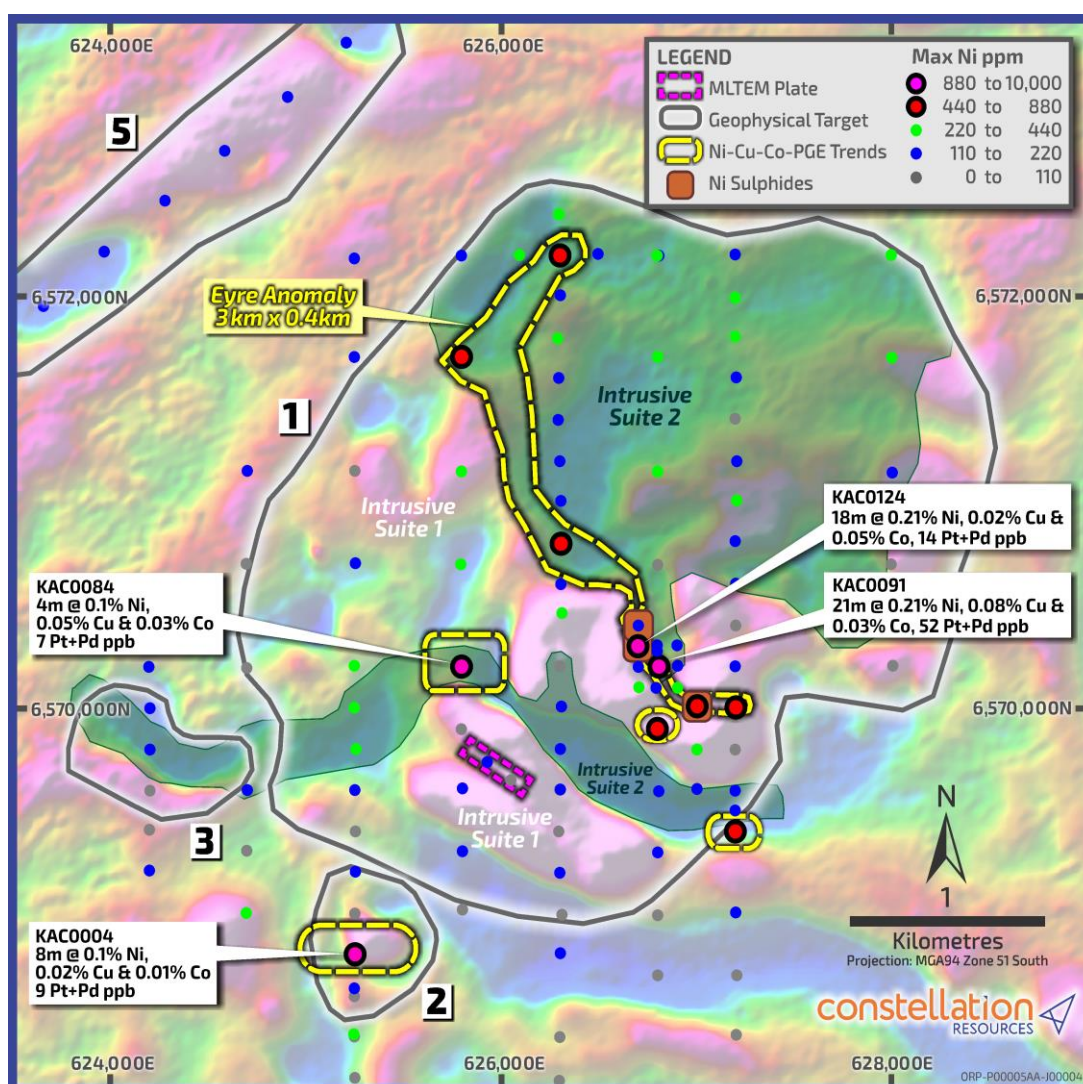 624,000E
626,000E
LEGEND
MLTEM Plate
Geophysical Target
Ni-Cu-Co-PGE Trends
Ni Sulphides
Max Ni ppm
880 to 10,000
440 to 880
220 to 440
110 to 220
0 to 110
5
6,572,000N
6,572,000N
Eyre Anomaly
3km x 0.4km
1
Intrusive
Suite 2
Intrusive
Suite 1
KAC0124
18m @ 0.21% Ni, 0.02% Cu &
0.05% Co, 14 Pt+Pd ppb
KAC0084
4m @ 0.1% Ni,
0.05% Cu & 0.03% Co
7 Pt+Pd ppb
KAC0091
21m @ 0.21% Ni, 0.08% Cu &
0.03% Co, 52 Pt+Pd ppb
6,570,000N
6,570,000N
Intrusive
Suite 2
Intrusive
Suite 1
3
N
1
Kilometres
Projection: MGA94 Zone 51 South
KAC0004
8m @ 0.1% Ni,
0.02% Cu & 0.01% Co
9 Pt+Pd ppb
2
constellation
RESOURCES
624,000E
626,000E
628,000E
ORP-P00005AA-J00004